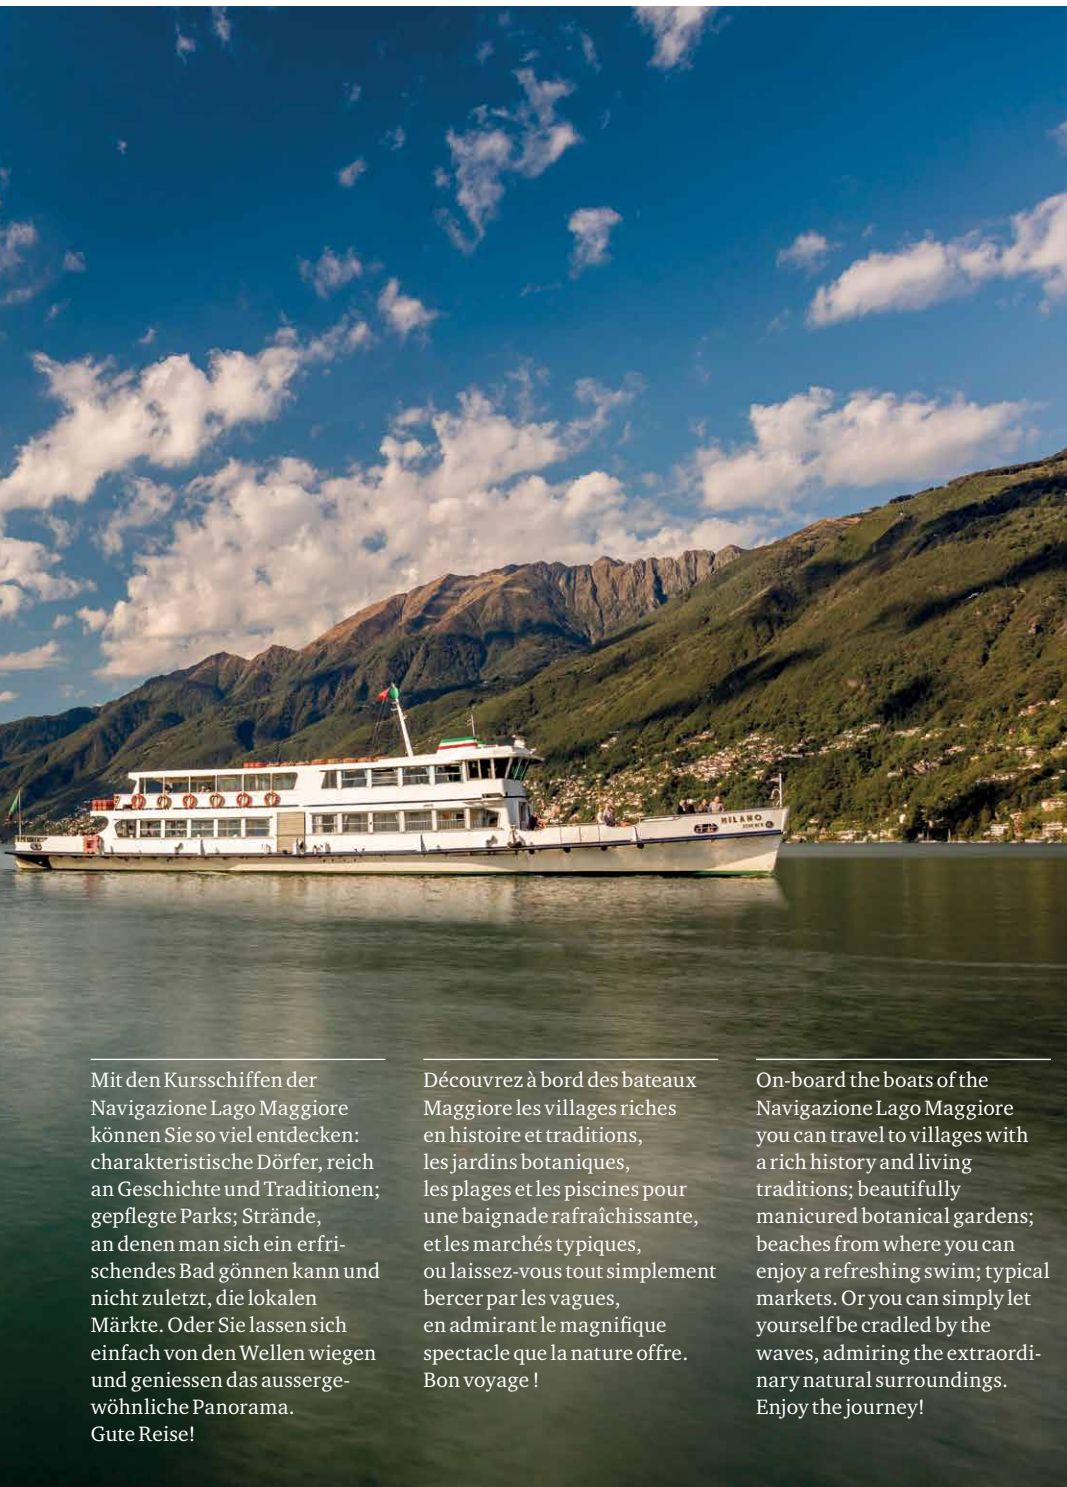 MILANO
Mit den Kursschiffen der
Navigazione Lago Maggiore
können Sie so viel entdecken:
charakteristische Dörfer, reich
an Geschichte und Traditionen;
gepflegte Parks; Strände,
an denen man sich ein erfri-
schendes Bad gönnen kann und
nicht zuletzt, die lokalen
Märkte. Oder Sie lassen sich
einfach von den Wellen wiegen
und geniessen das ausserge-
wöhnliche Panorama.
Gute Reise!
Découvrez à bord des bateaux
Maggiore les villages riches
en histoire et traditions,
les jardins botaniques,
les plages et les piscines pour
une baignade rafraîchissante,
et les marchés typiques,
ou laissez-vous tout simplement
bercer par les vagues,
en admirant le magnifique
spectacle que la nature offre.
Bon voyage !
On-board the boats of the
Navigazione Lago Maggiore
you can travel to villages with
a rich history and living
traditions; beautifully
manicured botanical gardens;
beaches from where you can
enjoy a refreshing swim; typical
markets. Or you can simply let
yourself be cradled by the
waves, admiring the extraordi-
nary natural surroundings.
Enjoy the journey!